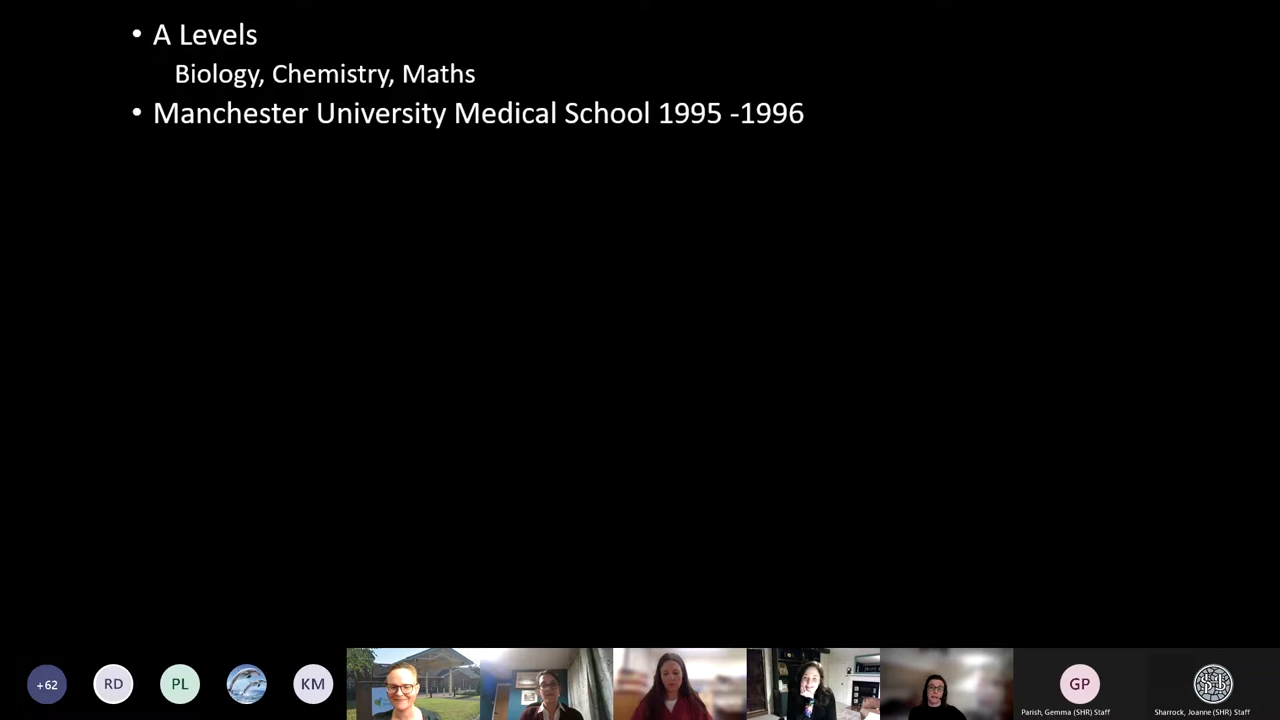 • A Levels
Biology, Chemistry, Maths
• Manchester University Medical School 1995 -1996
+62
RD
PL
KM
GP
Parish, Gemma (SHR) Staff
Sharrock, Joanne (SHR) Staff